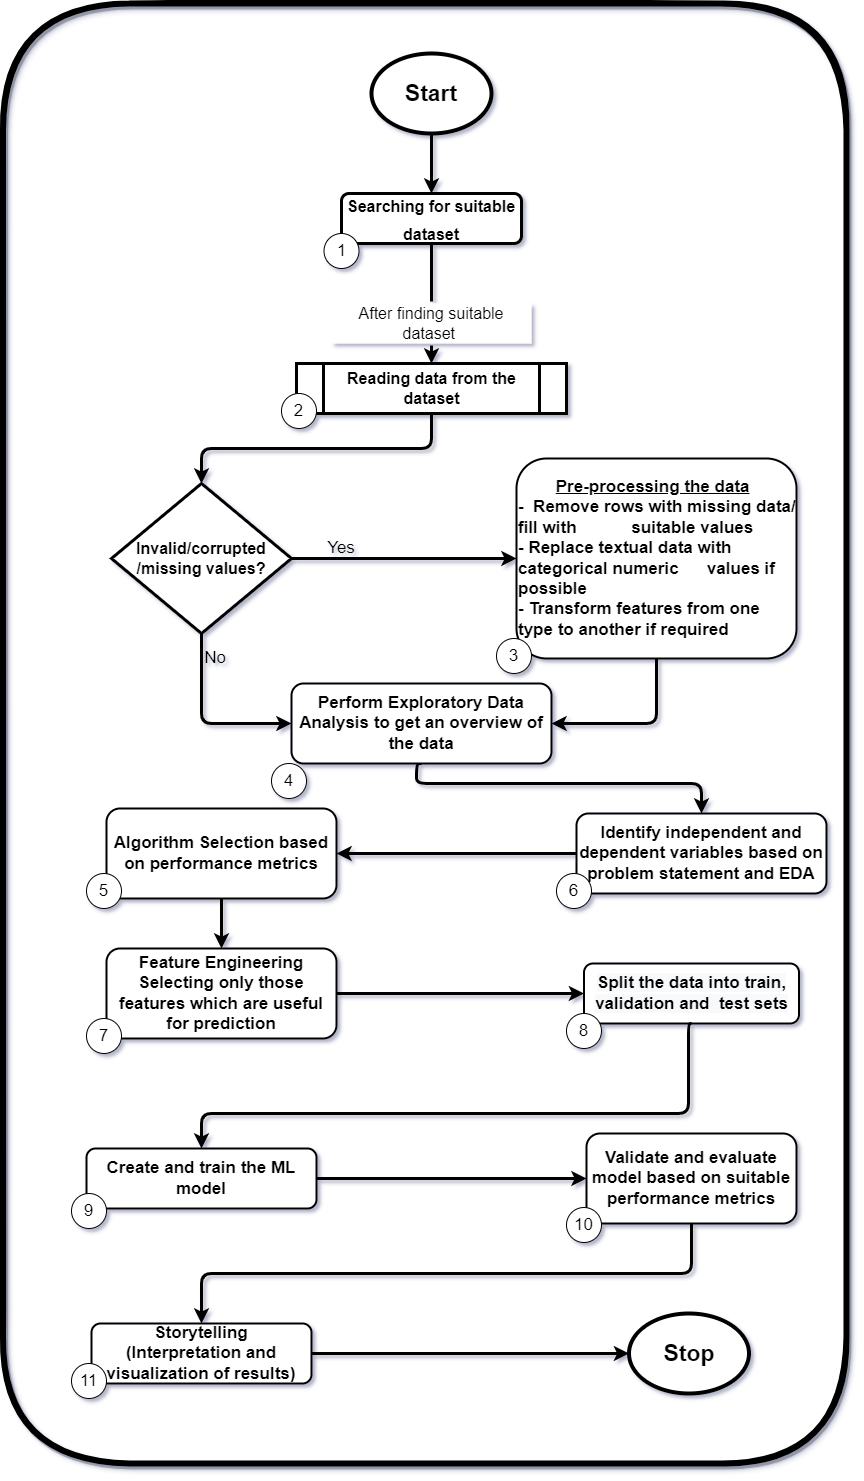 Start
Searching for suitable
dataset
1
After finding suitable
dataset
Reading data from the
dataset
2
Invalid/corrupted
/missing values?
Yes
No
Pre-processing the data
- Remove rows with missing data/
fill with suitable values
- Replace textual data with
categorical numeric values if
possible
- Transform features from one
type to another if required
3
Perform Exploratory Data
Analysis to get an overview of
the data
4
Identify independent and
dependent variables based on
problem statement and EDA
6
Algorithm Selection based
on performance metrics
5
Feature Engineering
Selecting only those
features which are useful
for prediction
7
Split the data into train,
validation and test sets
8
Create and train the ML
model
9
Validate and evaluate
model based on suitable
performance metrics
10
Storytelling
(Interpretation and
visualization of results)
11
Stop